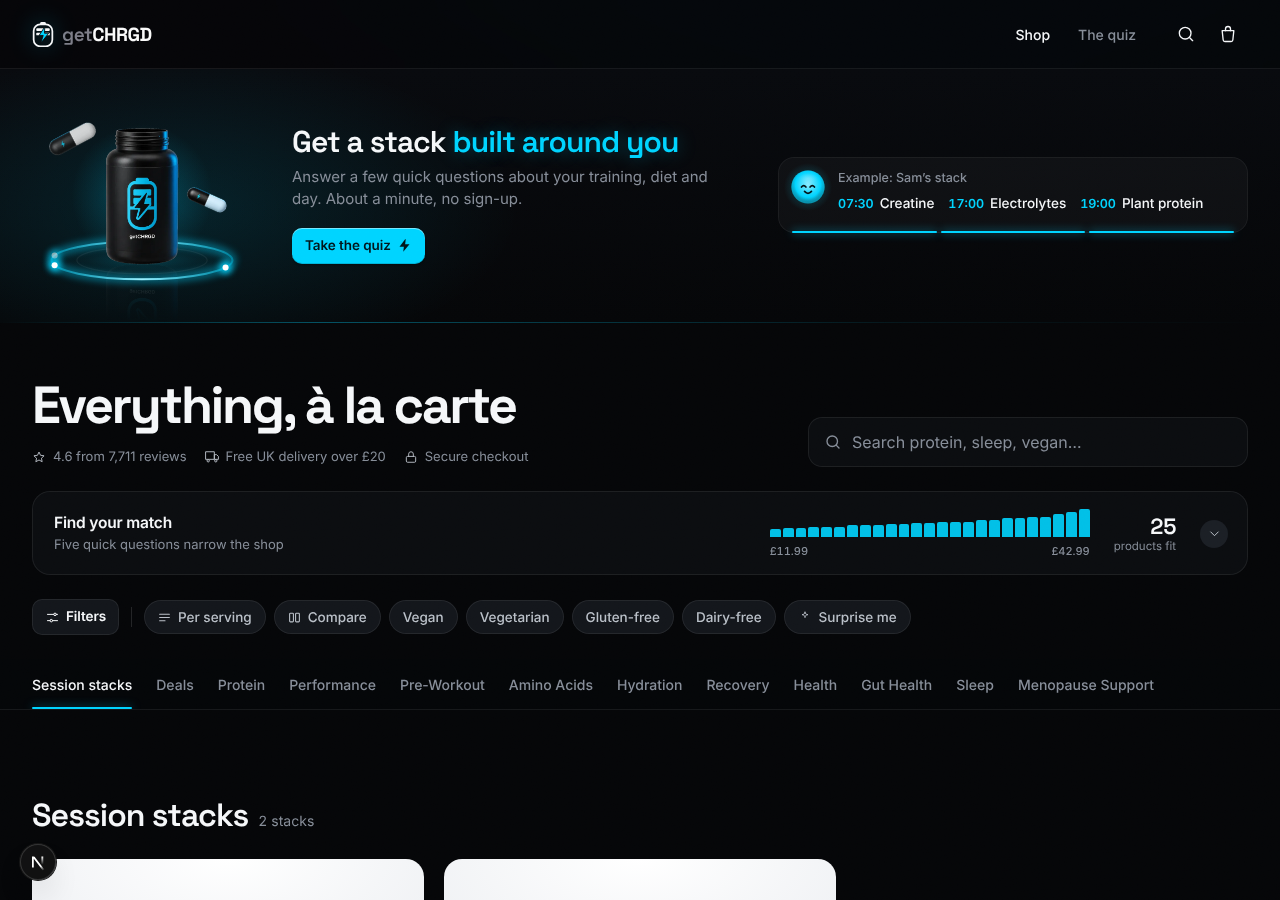 getCHRGD
Shop
The quiz
getCHRGD
Get a stack built around you
Answer a few quick questions about your training, diet and
day. About a minute, no sign-up.
Take the quiz
Example: Sam's stack
07:30 Creatine 17:00 Electrolytes 19:00 Plant protein
Everything, à la carte
4.6 from 7,711 reviews
Free UK delivery over £20
Secure checkout
Search protein, sleep, vegan...
Find your match
Five quick questions narrow the shop
£11.99
£42.99
25
products fit
Filters
Per serving
Compare
Vegan
Vegetarian
Gluten-free
Dairy-free
Surprise me
Session stacks
Deals
Protein
Performance
Pre-Workout
Amino Acids
Hydration
Recovery
Health
Gut Health
Sleep
Menopause Support
Session stacks 2 stacks
N